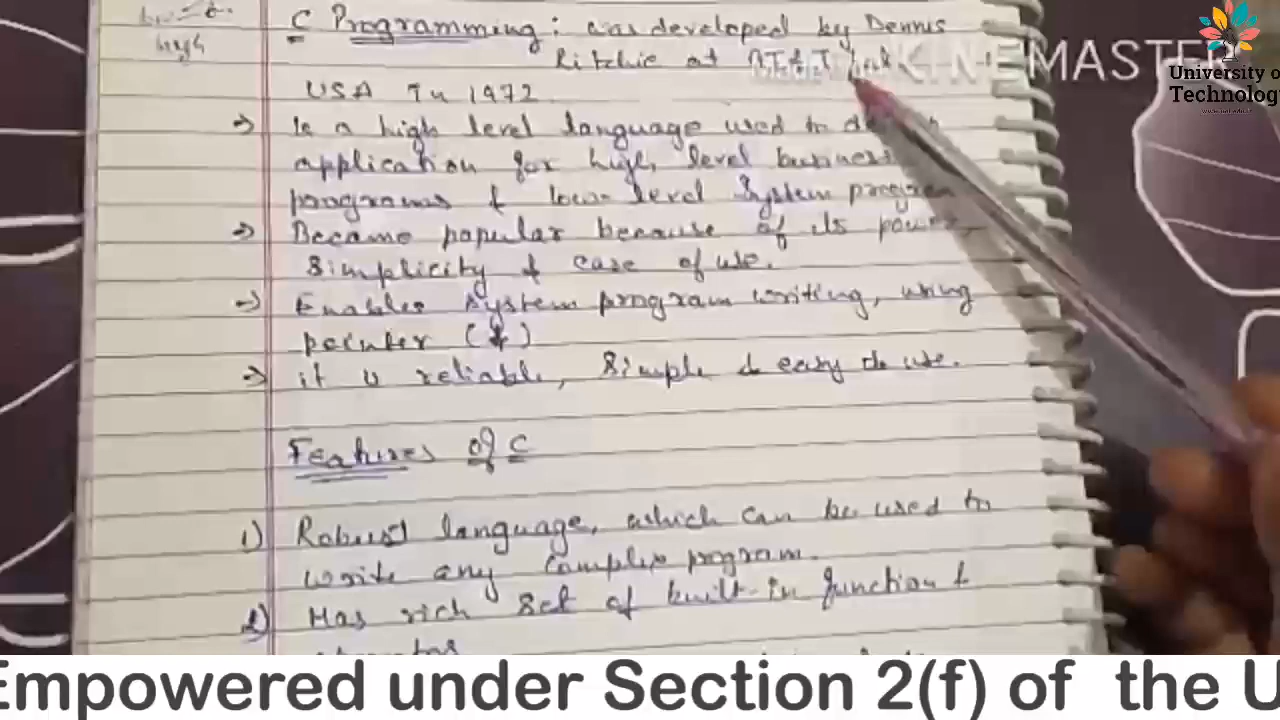 high
C Programming : was developed by Dennis
Ritchie at AT&T
KINEMASTER
University of
Technology
USA in 1972.
=> Is a high level language used to
application for high level business
programs & low level System program
=> Became popular because of its power,
Simplicity & ease of use.
=> Enables system program writing, using
pointer (*)
=> it is reliable, Simple & easy to use.
Features of C
1) Robust language, which can be used to
write any complex program.
2) Has rich set of built-in function &
Empowered under Section 2(f) of the U